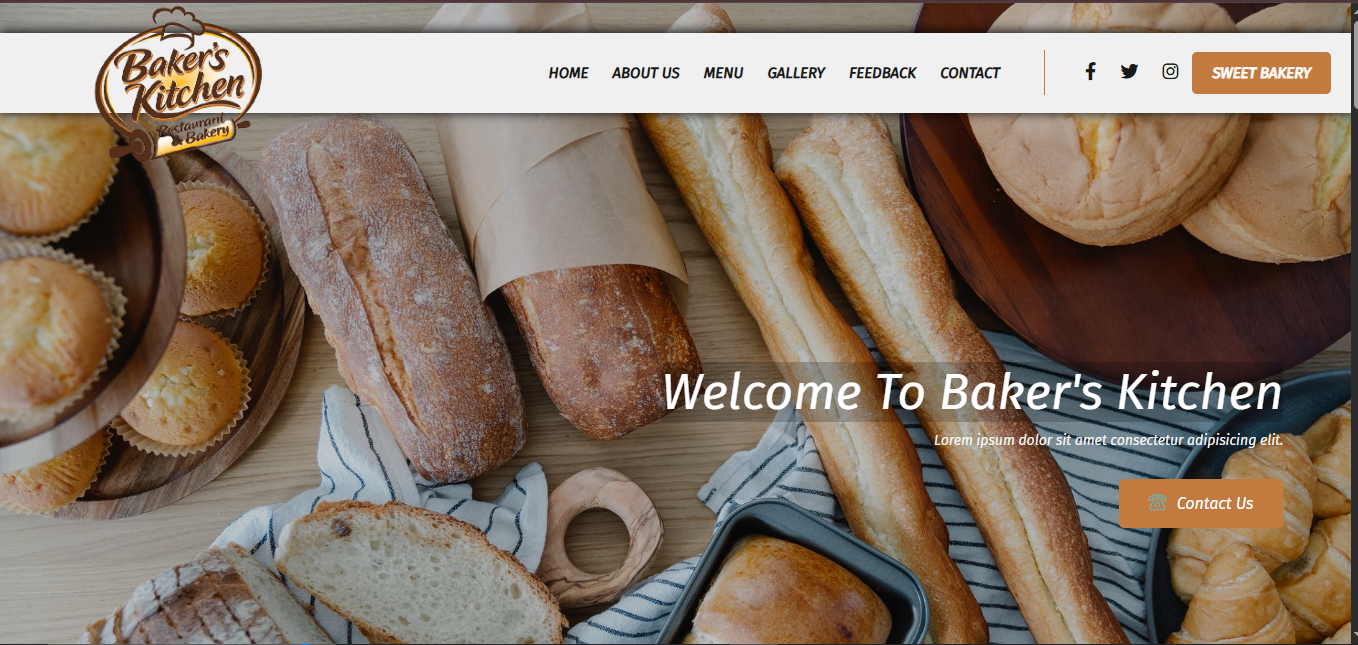 Baker's
Kitchen
Restaurant
& Bakery
HOME ABOUT US MENU GALLERY FEEDBACK CONTACT SWEET BAKERY
Welcome To Baker's Kitchen
Lorem ipsum dolor sit amet consectetur adipisicing elit.
Contact Us